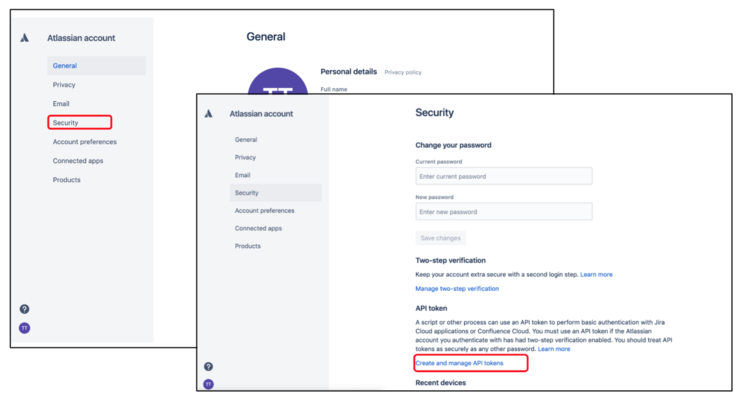 Atlassian account
General
Privacy
Email
Security
Account preferences
Connected apps
Products
?
TT
General
TT
Personal details Privacy policy
Full name
Atlassian account
General
Privacy
Email
Security
Account preferences
Connected apps
Products
?
TT
Security
Change your password
Current password
Enter current password
New password
Enter new password
Save changes
Two-step verification
Keep your account extra secure with a second login step. Learn more
Manage two-step verification
API token
A script or other process can use an API token to perform basic authentication with Jira
Cloud applications or Confluence Cloud. You must use an API token if the Atlassian
account you authenticate with has had two-step verification enabled. You should treat API
tokens as securely as any other password. Learn more
Create and manage API tokens
Recent devices